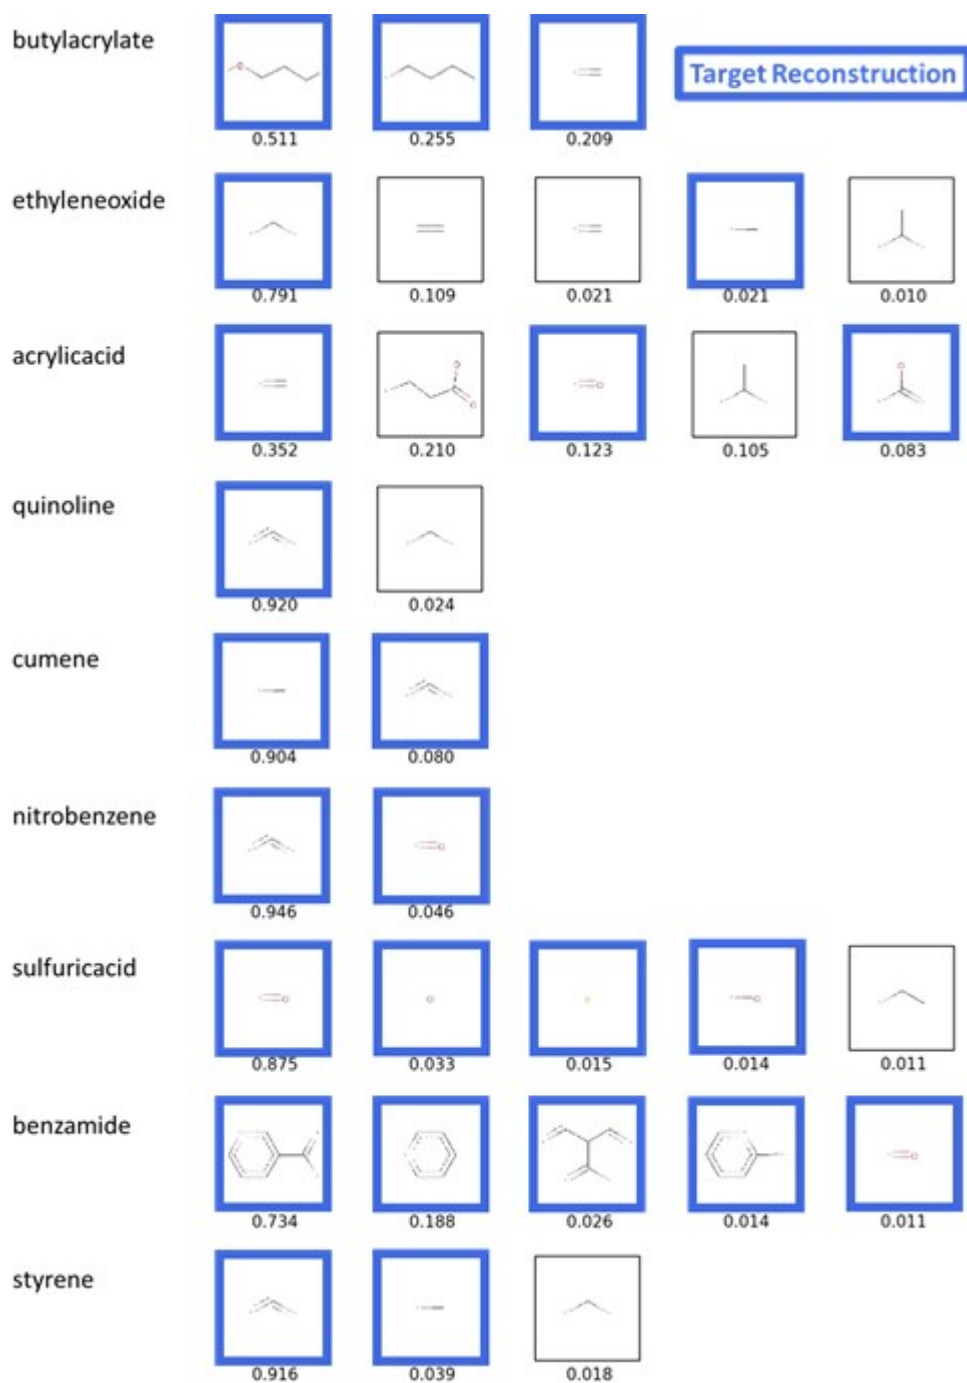 butylacrylate
Target Reconstruction
0.511 0.255 0.209
ethyleneoxide
0.791 0.109 0.021 0.021 0.010
acrylicacid
0.352 0.210 0.123 0.105 0.083
quinoline
0.920 0.024
cumene
0.904 0.080
nitrobenzene
0.946 0.046
sulfuricacid
0.875 0.033 0.015 0.014 0.011
benzamide
0.734 0.188 0.026 0.014 0.011
styrene
0.916 0.039 0.018